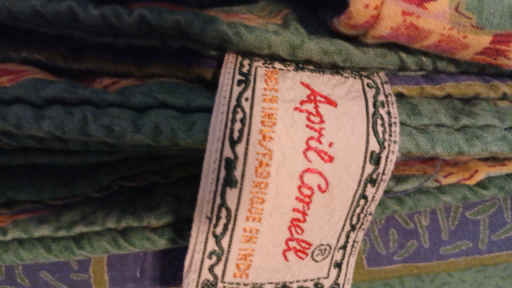 April Cornell ®
MADE IN INDIA/FABRIQUE EN INDE